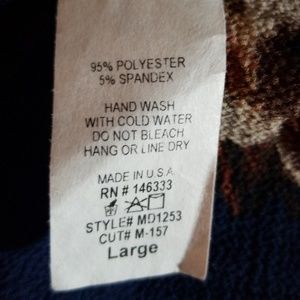 95% POLYESTER
5% SPANDEX
HAND WASH
WITH COLD WATER
DO NOT BLEACH
HANG OR LINE DRY
MADE IN U.S.A
RN # 146333
STYLE# MD1253
CUT# M-157
Large